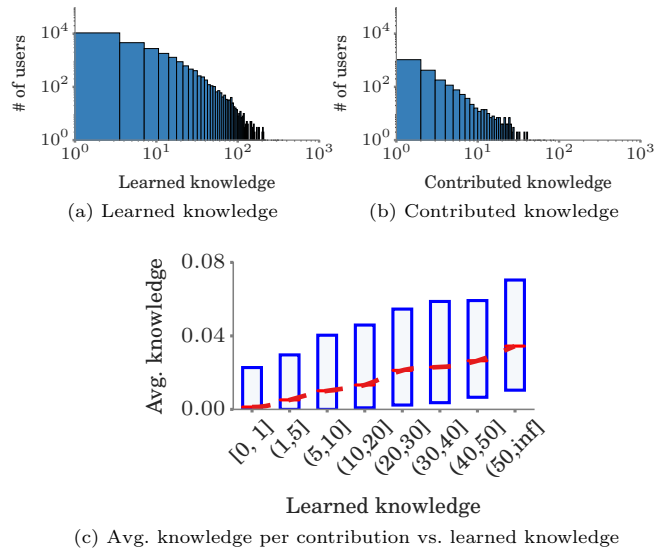 # of users
10^4
10^2
10^0
10^0 10^1 10^2 10^3
Learned knowledge
(a) Learned knowledge
# of users
10^4
10^2
10^0
10^0 10^1 10^2 10^3
Contributed knowledge
(b) Contributed knowledge
Avg. knowledge
0.08
0.04
0.00
[0, 1] (1,5] (5,10] (10,20] (20,30] (30,40] (40,50] (50,inf]
Learned knowledge
(c) Avg. knowledge per contribution vs. learned knowledge